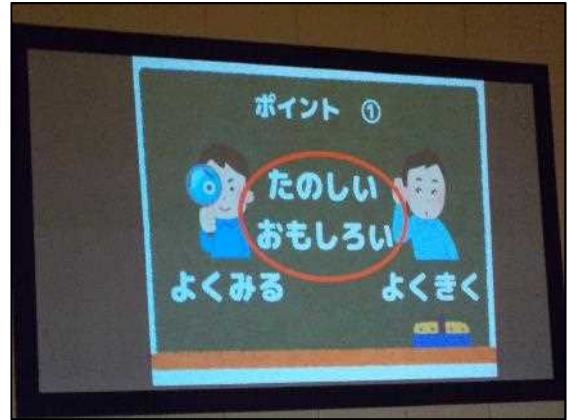 ポイント ①
たのしい
おもしろい
よくみる
よくきく